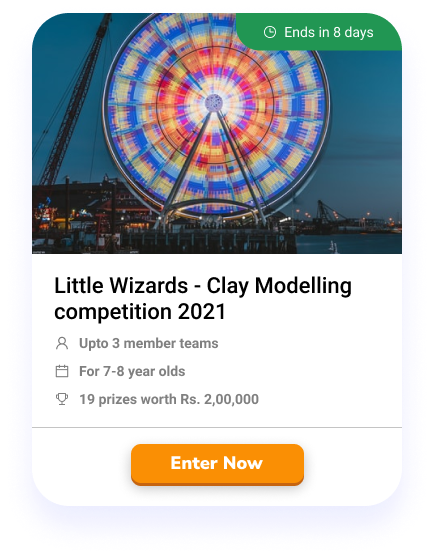 Ends in 8 days
Little Wizards - Clay Modelling
competition 2021
Upto 3 member teams
For 7-8 year olds
19 prizes worth Rs. 2,00,000
Enter Now